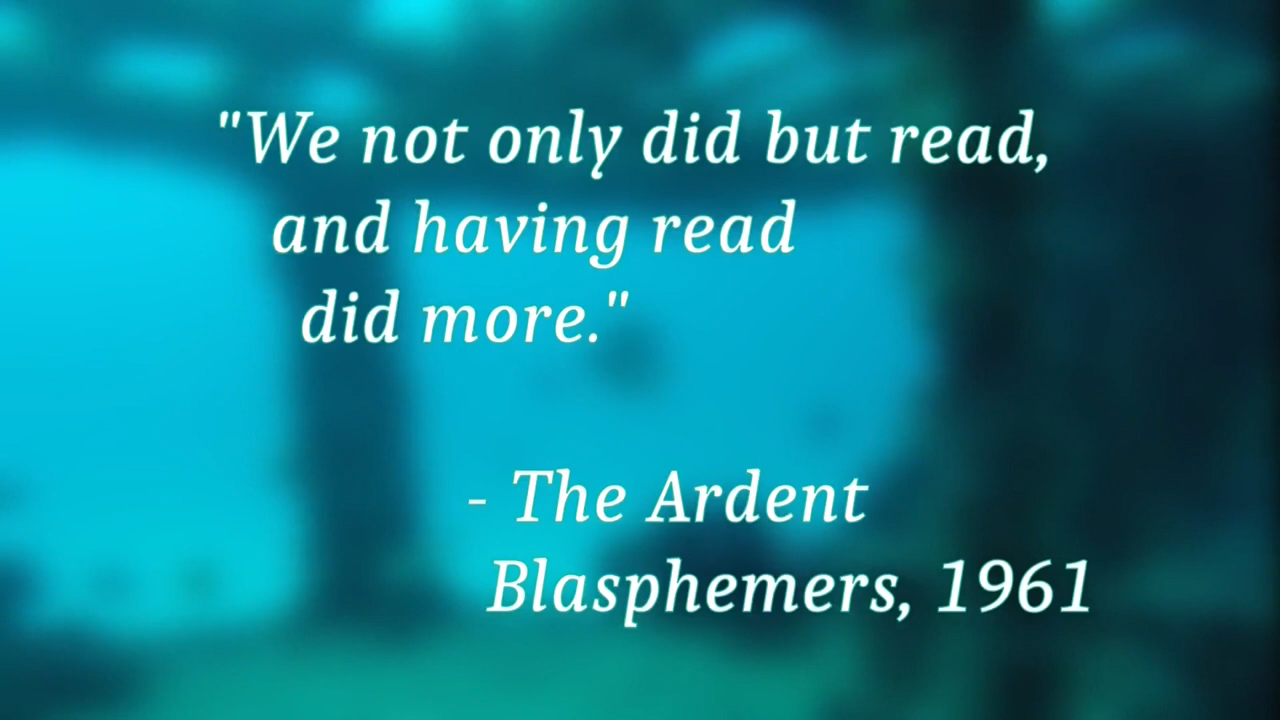 "We not only did but read,
and having read
did more."
- The Ardent
Blasphemers, 1961